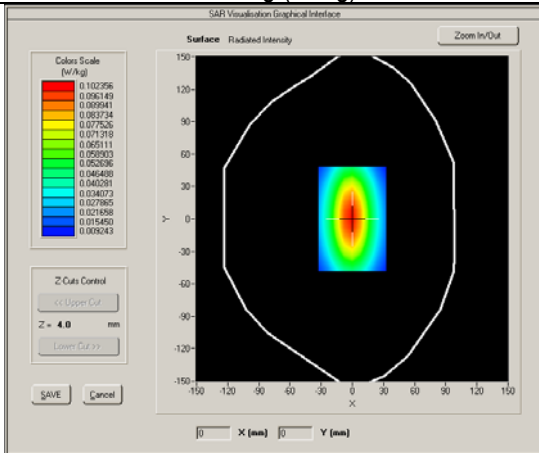 SAR Visualisation Graphical Interface
Surface Radiated Intensity
Zoom In/Out
Colors Scale
(W/kg)
0.102356
0.096149
0.089941
0.083734
0.077526
0.071318
0.065111
0.058903
0.052696
0.046488
0.040281
0.034073
0.027865
0.021658
0.015450
0.009243
150
120
90
60
30
0
-30
-60
-90
-120
-150
Y
-150 -120 -90 -60 -30 0 30 60 90 120 150
X
Z-Cuts Control
<< Upper Cut
Z = 4.0 mm
Lower Cut >>
SAVE Cancel
0 X (mm) 0 Y (mm)